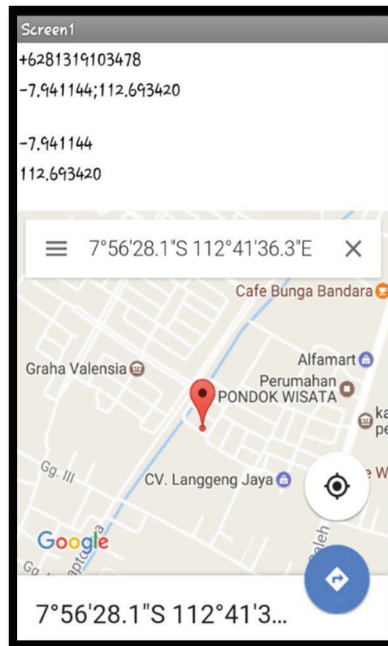 Screen1
+6281319103478
-7.941144;112.693420
-7.941144
112.693420
7°56'28.1"S 112°41'36.3"E
Cafe Bunga Bandara
Graha Valensia
Alfamart
Perumahan
PONDOK WISATA
ka
pe
Gg. III
CV. Langgeng Jaya
e W
Google
7°56'28.1"S 112°41'3...